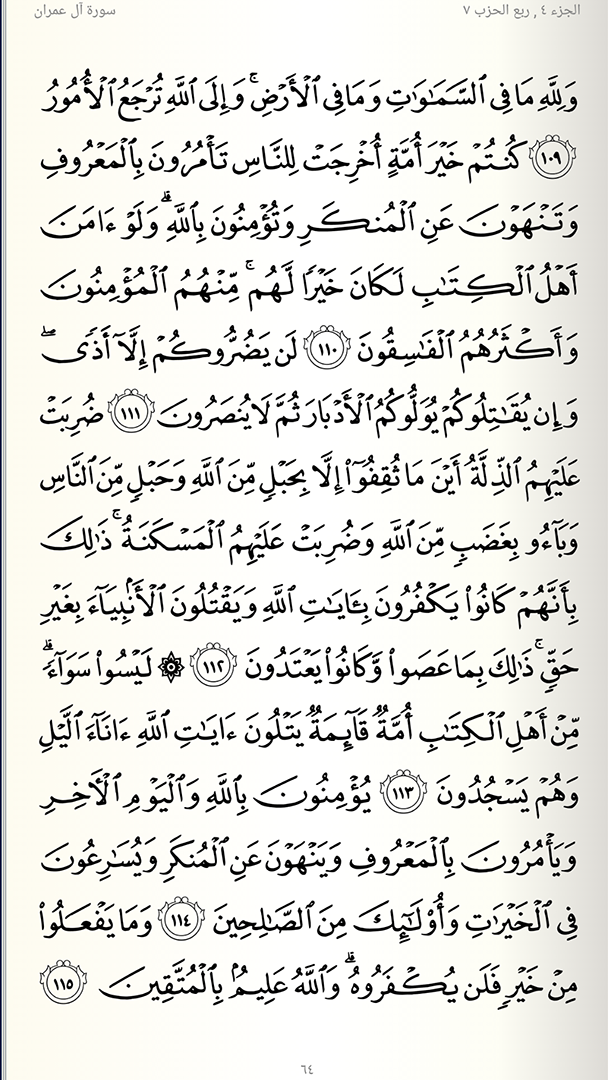 الجزء ٤ , ربع الحزب ٧
سورة آل عمران
وَلِلَّهِ مَا فِي ٱلسَّمَٰوَٰتِ وَمَا فِي ٱلۡأَرۡضِۚ وَإِلَى ٱللَّهِ تُرۡجَعُ ٱلۡأُمُورُ
١٠٩ كُنتُمۡ خَيۡرَ أُمَّةٍ أُخۡرِجَتۡ لِلنَّاسِ تَأۡمُرُونَ بِٱلۡمَعۡرُوفِ
وَتَنۡهَوۡنَ عَنِ ٱلۡمُنكَرِ وَتُؤۡمِنُونَ بِٱللَّهِۗ وَلَوۡ ءَامَنَ
أَهۡلُ ٱلۡكِتَٰبِ لَكَانَ خَيۡرٗا لَّهُمۚ مِّنۡهُمُ ٱلۡمُؤۡمِنُونَ
وَأَكۡثَرُهُمُ ٱلۡفَٰسِقُونَ ١١٠ لَن يَضُرُّوكُمۡ إِلَّآ أَذٗىۖ
وَإِن يُقَٰتِلُوكُمۡ يُوَلُّوكُمُ ٱلۡأَدۡبَارَ ثُمَّ لَا يُنصَرُونَ ١١١ ضُرِبَتۡ
عَلَيۡهِمُ ٱلذِّلَّةُ أَيۡنَ مَا ثُقِفُوٓاْ إِلَّا بِحَبۡلٖ مِّنَ ٱللَّهِ وَحَبۡلٖ مِّنَ ٱلنَّاسِ
وَبَآءُو بِغَضَبٖ مِّنَ ٱللَّهِ وَضُرِبَتۡ عَلَيۡهِمُ ٱلۡمَسۡكَنَةُۚ ذَٰلِكَ
بِأَنَّهُمۡ كَانُواْ يَكۡفُرُونَ بِـَٔايَٰتِ ٱللَّهِ وَيَقۡتُلُونَ ٱلۡأَنۢبِيَآءَ بِغَيۡرِ
حَقّٖۚ ذَٰلِكَ بِمَا عَصَواْ وَّكَانُواْ يَعۡتَدُونَ ١١٢ ۞ لَيۡسُواْ سَوَآءٗۗ
مِّنۡ أَهۡلِ ٱلۡكِتَٰبِ أُمَّةٞ قَآئِمَةٞ يَتۡلُونَ ءَايَٰتِ ٱللَّهِ ءَانَآءَ ٱلَّيۡلِ
وَهُمۡ يَسۡجُدُونَ ١١٣ يُؤۡمِنُونَ بِٱللَّهِ وَٱلۡيَوۡمِ ٱلۡأٓخِرِ
وَيَأۡمُرُونَ بِٱلۡمَعۡرُوفِ وَيَنۡهَوۡنَ عَنِ ٱلۡمُنكَرِ وَيُسَٰرِعُونَ
فِي ٱلۡخَيۡرَٰتِ وَأُوْلَٰٓئِكَ مِنَ ٱلصَّٰلِحِينَ ١١٤ وَمَا يَفۡعَلُواْ
مِنۡ خَيۡرٖ فَلَن يُكۡفَرُوهُۗ وَٱللَّهُ عَلِيمُۢ بِٱلۡمُتَّقِينَ ١١٥
٦٤